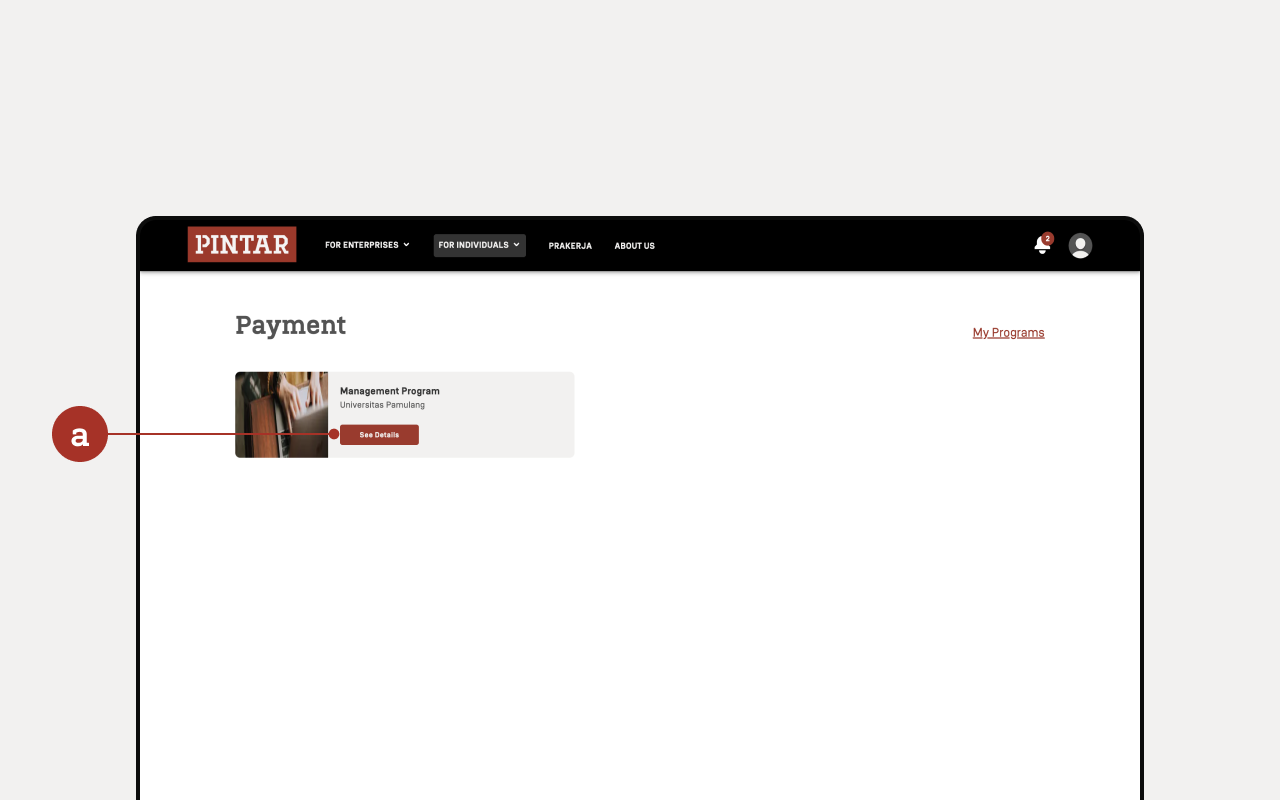 PINTAR
FOR ENTERPRISES
FOR INDIVIDUALS
PRAKERJA
ABOUT US
2
Payment
My Programs
Management Program
Universitas Pamulang
a
See Details